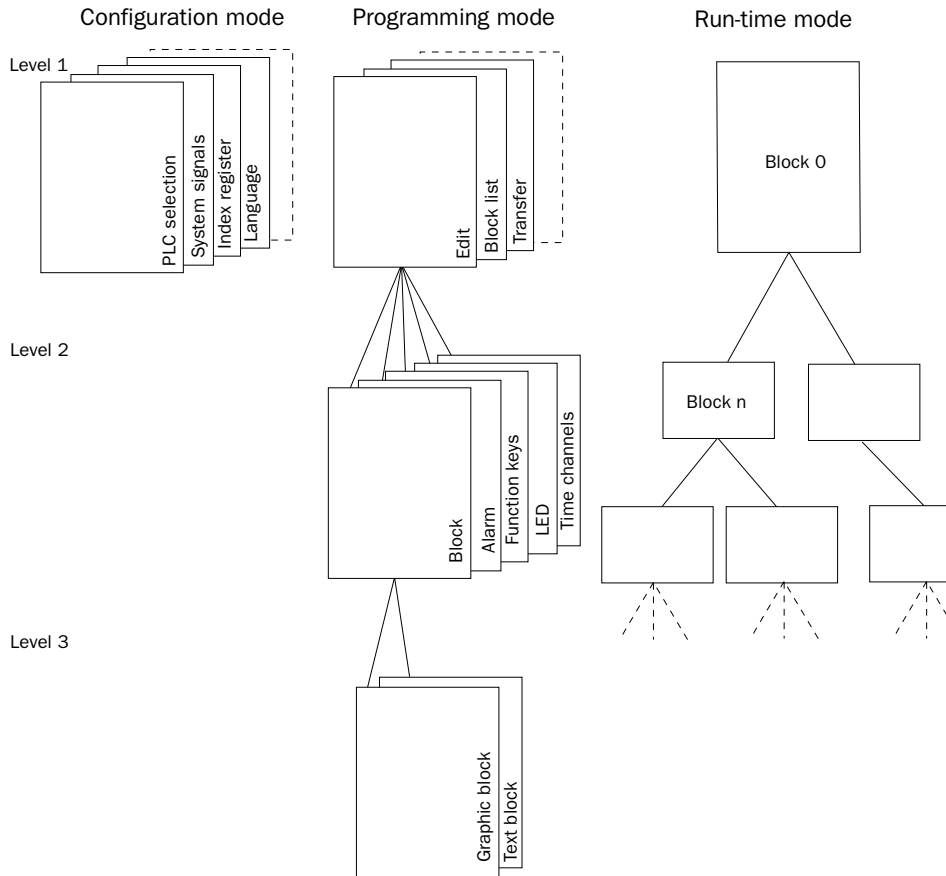 Configuration mode
Programming mode
Run-time mode
Level 1
PLC selection
System signals
Index register
Language
Edit
Block list
Transfer
Block 0
Level 2
Block
Alarm
Function keys
LED
Time channels
Block n
Level 3
Graphic block
Text block